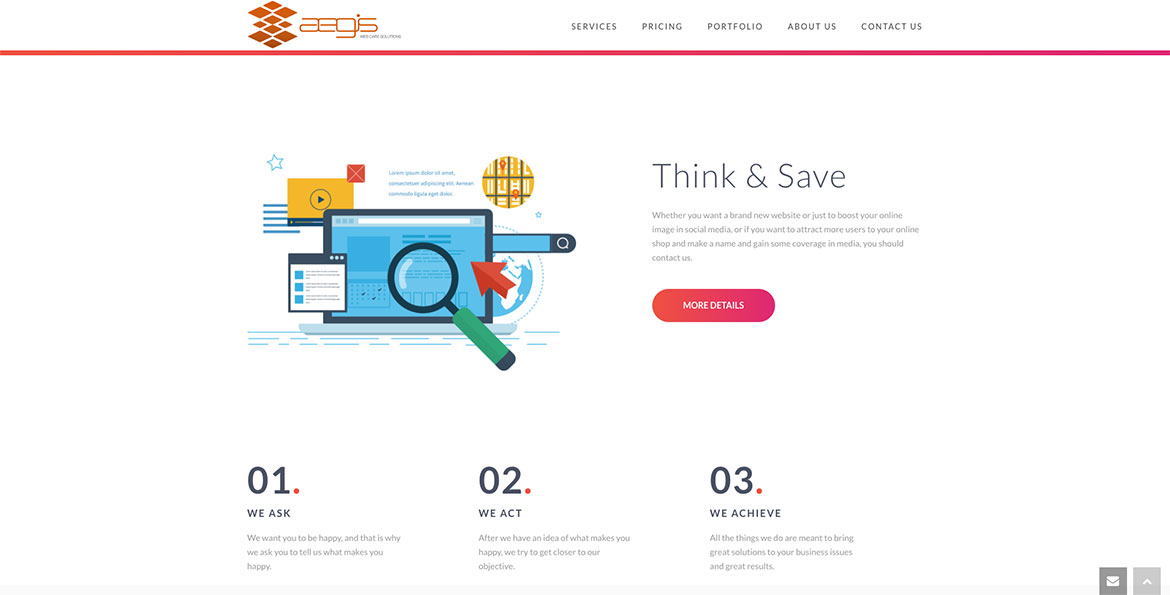 aegis
WEB CARE SOLUTIONS
SERVICES
PRICING
PORTFOLIO
ABOUT US
CONTACT US
Lorem ipsum dolor sit amet,
consectetuer adipiscing elit. Aenean
commodo ligula eget dolor.
Think & Save
Whether you want a brand new website or just to boost your online
image in social media, or if you want to attract more users to your online
shop and make a name and gain some coverage in media, you should
contact us.
MORE DETAILS
01.
WE ASK
We want you to be happy, and that is why
we ask you to tell us what makes you
happy.
02.
WE ACT
After we have an idea of what makes you
happy, we try to get closer to our
objective.
03.
WE ACHIEVE
All the things we do are meant to bring
great solutions to your business issues
and great results.